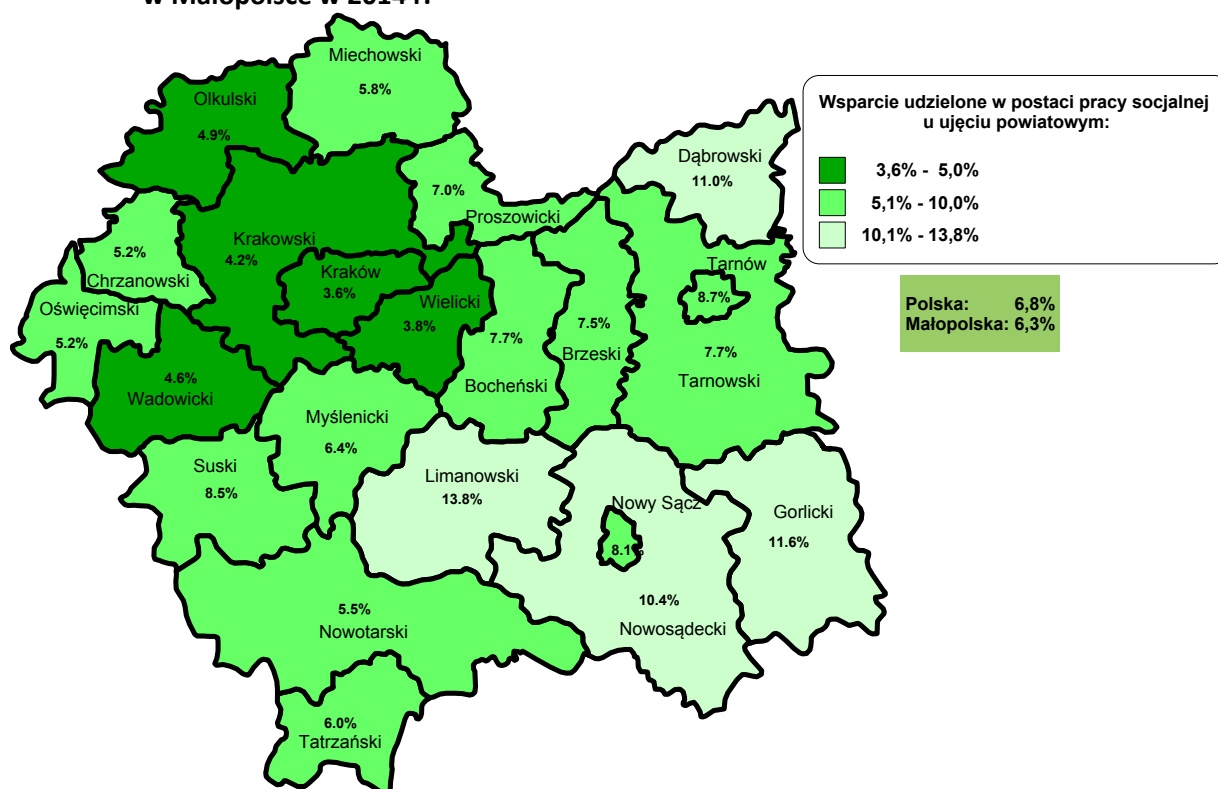 w Małopolsce w 2014 r.
Miechowski
5.8%
Olkulski
4.9%
Wsparcie udzielone w postaci pracy socjalnej
u ujęciu powiatowym:
3,6% - 5,0%
5,1% - 10,0%
10,1% - 13,8%
Polska: 6,8%
Małopolska: 6,3%
Dąbrowski
11.0%
7.0%
Proszowicki
Krakowski
4.2%
5.2%
Chrzanowski
Kraków
3.6%
Wielicki
3.8%
Tarnów
8.7%
Oświęcimski
5.2%
7.7%
Bocheński
7.5%
Brzeski
7.7%
Tarnowski
4.6%
Wadowicki
Myślenicki
6.4%
Suski
8.5%
Limanowski
13.8%
Nowy Sącz
8.1%
Gorlicki
11.6%
10.4%
Nowosądecki
5.5%
Nowotarski
6.0%
Tatrzański